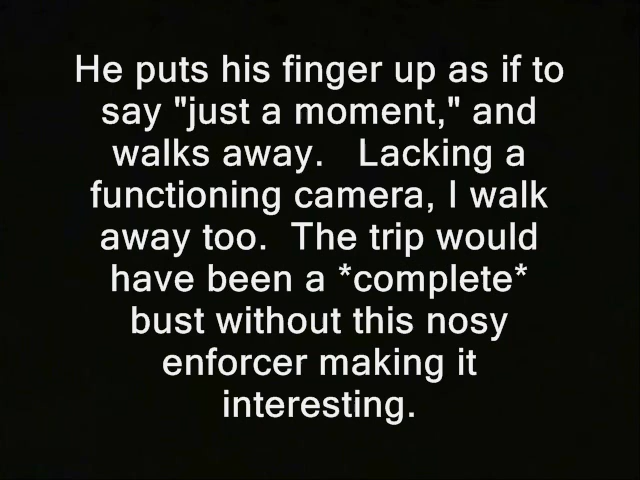 He puts his finger up as if to
say "just a moment," and
walks away.   Lacking a
functioning camera, I walk
away too.  The trip would
have been a *complete*
bust without this nosy
enforcer making it
interesting.